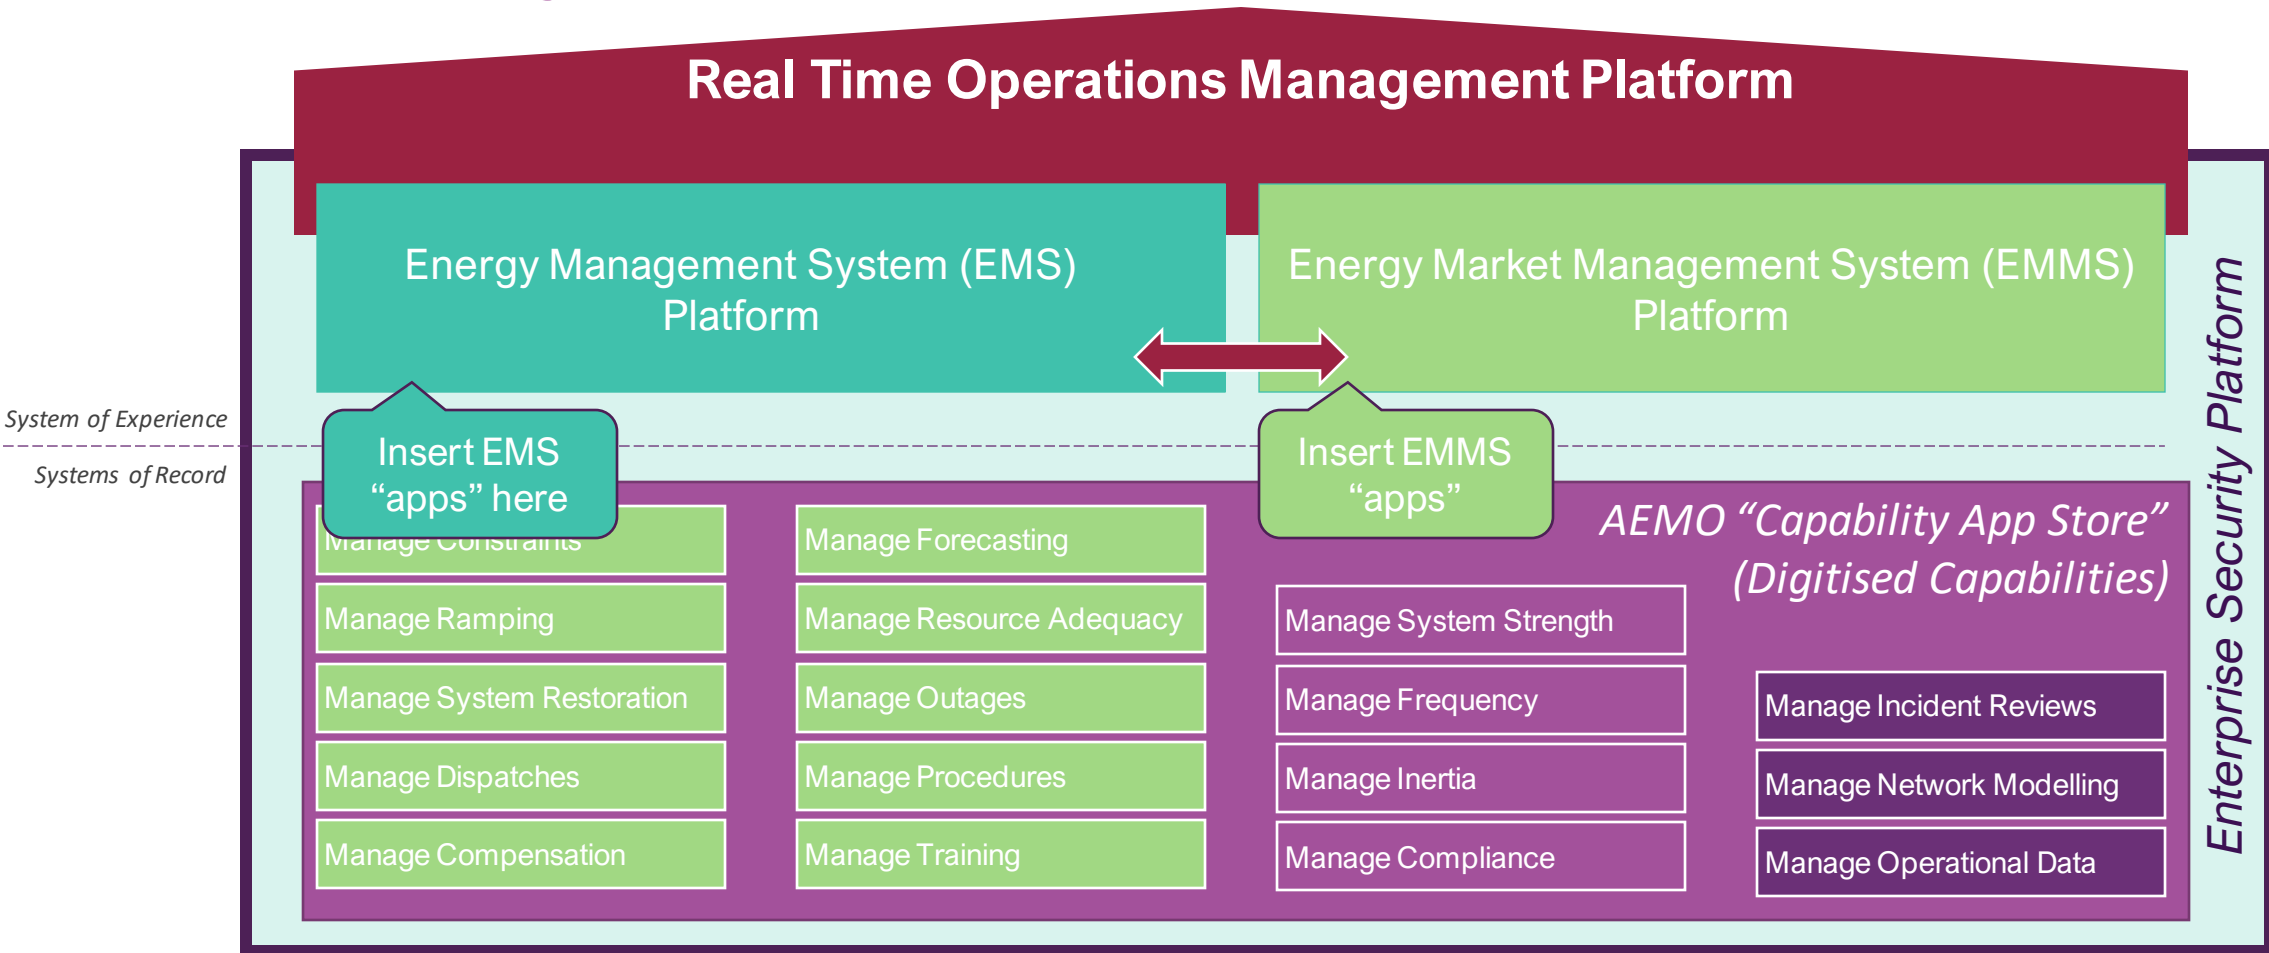 Real Time Operations Management Platform
Energy Management System (EMS)
Platform
Energy Market Management System (EMMS)
Platform
System of Experience
Systems of Record
Insert EMS
“apps” here
Insert EMMS
“apps”
AEMO “Capability App Store”
(Digitised Capabilities)
Manage Constraints
Manage Ramping
Manage System Restoration
Manage Dispatches
Manage Compensation
Manage Forecasting
Manage Resource Adequacy
Manage Outages
Manage Procedures
Manage Training
Manage System Strength
Manage Frequency
Manage Inertia
Manage Compliance
Manage Incident Reviews
Manage Network Modelling
Manage Operational Data
Enterprise Security Platform